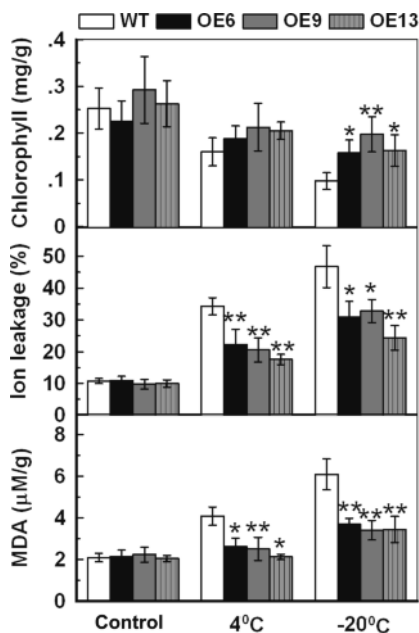 WT OE6 OE9 OE13
Chlorophyll (mg/g)
.4
.3
.2
.1
0
* ** *
Ion leakage (%)
50
40
30
20
10
0
** ** **
* * **
MDA (μM/g)
6
4
2
0
* ** *
** ** **
Control 4⁰C -20⁰C